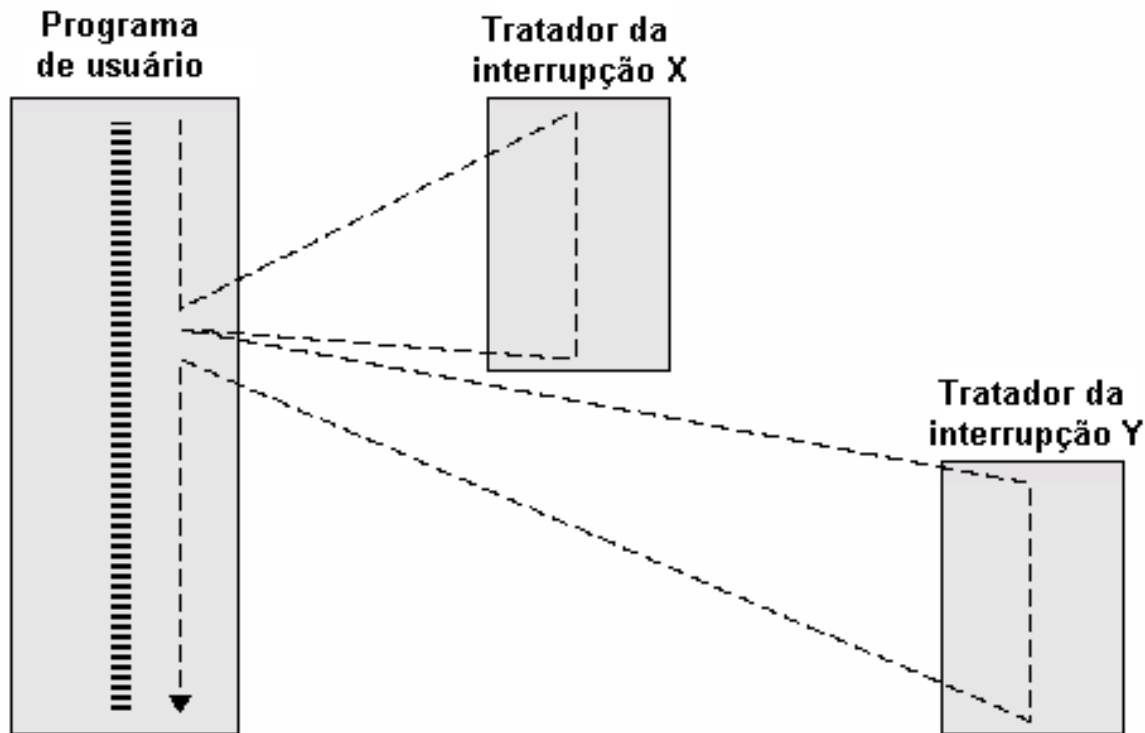 Programa
de usuário
Tratador da
interrupção X
Tratador da
interrupção Y